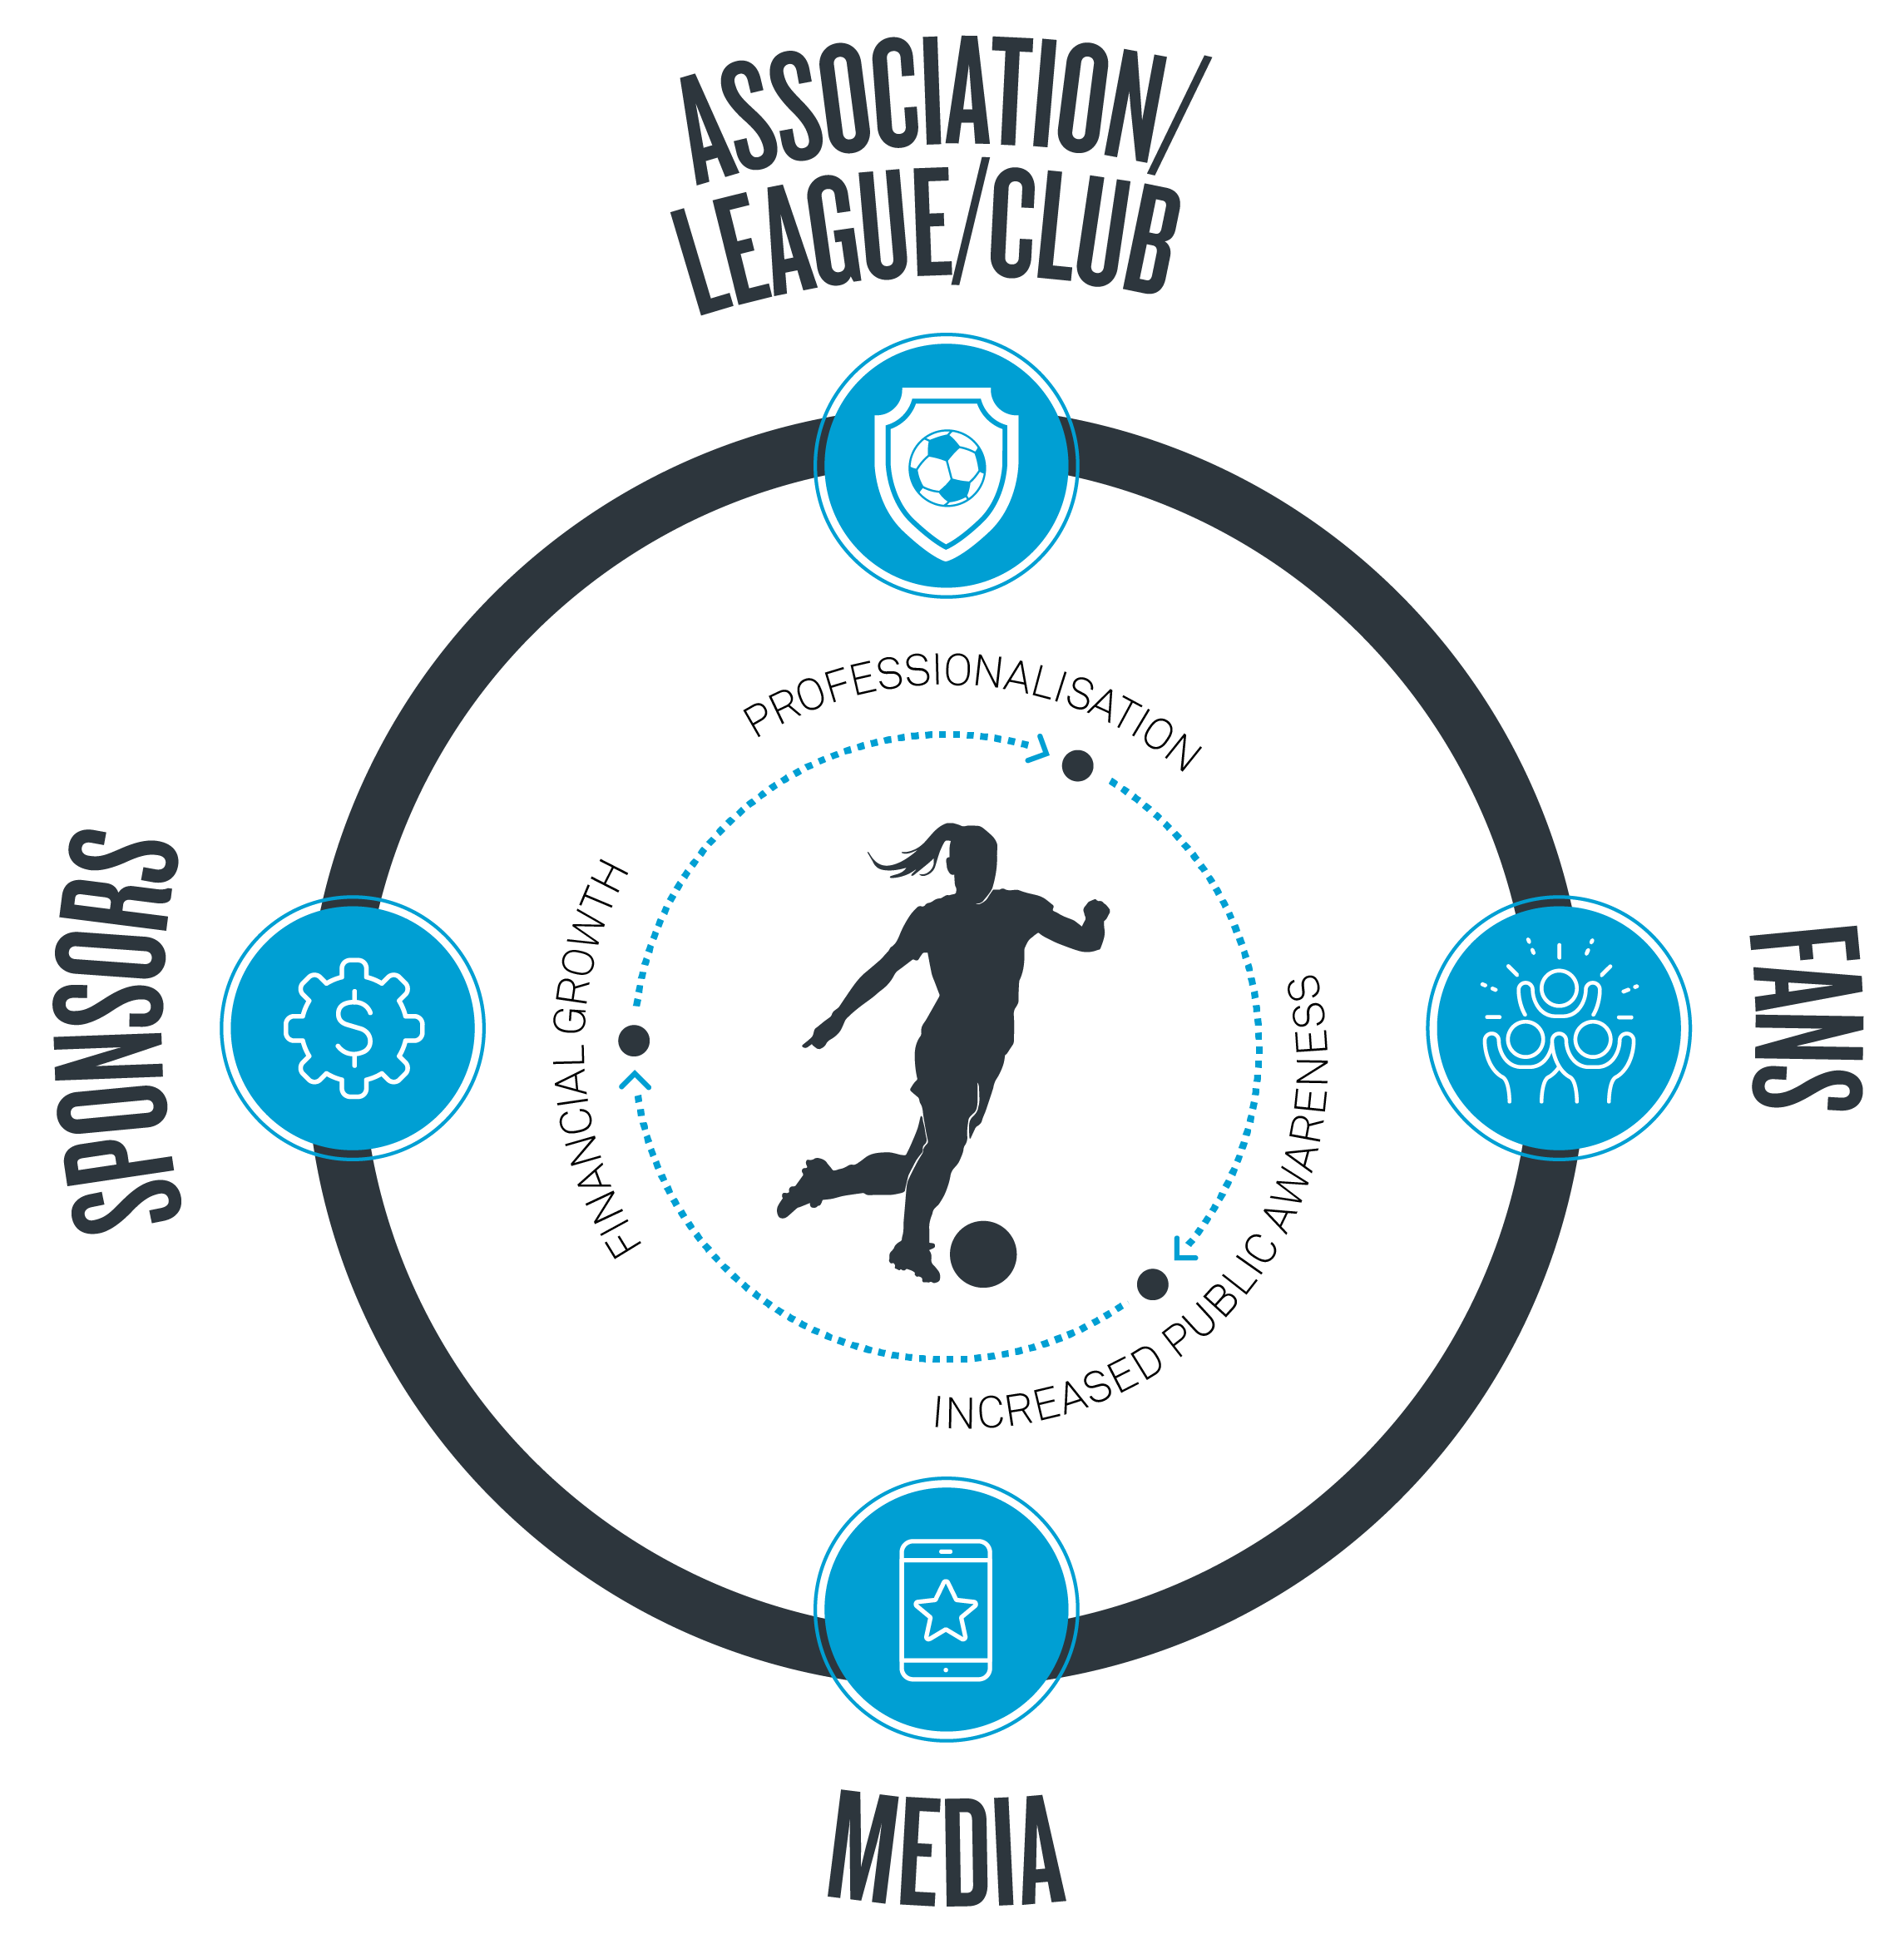 ASSOCIATION/
LEAGUE/CLUB
PROFESSIONALISATION
SPONSORS
FINANCIAL GROWTH
$
INCREASED PUBLIC AWARENESS
FANS
MEDIA